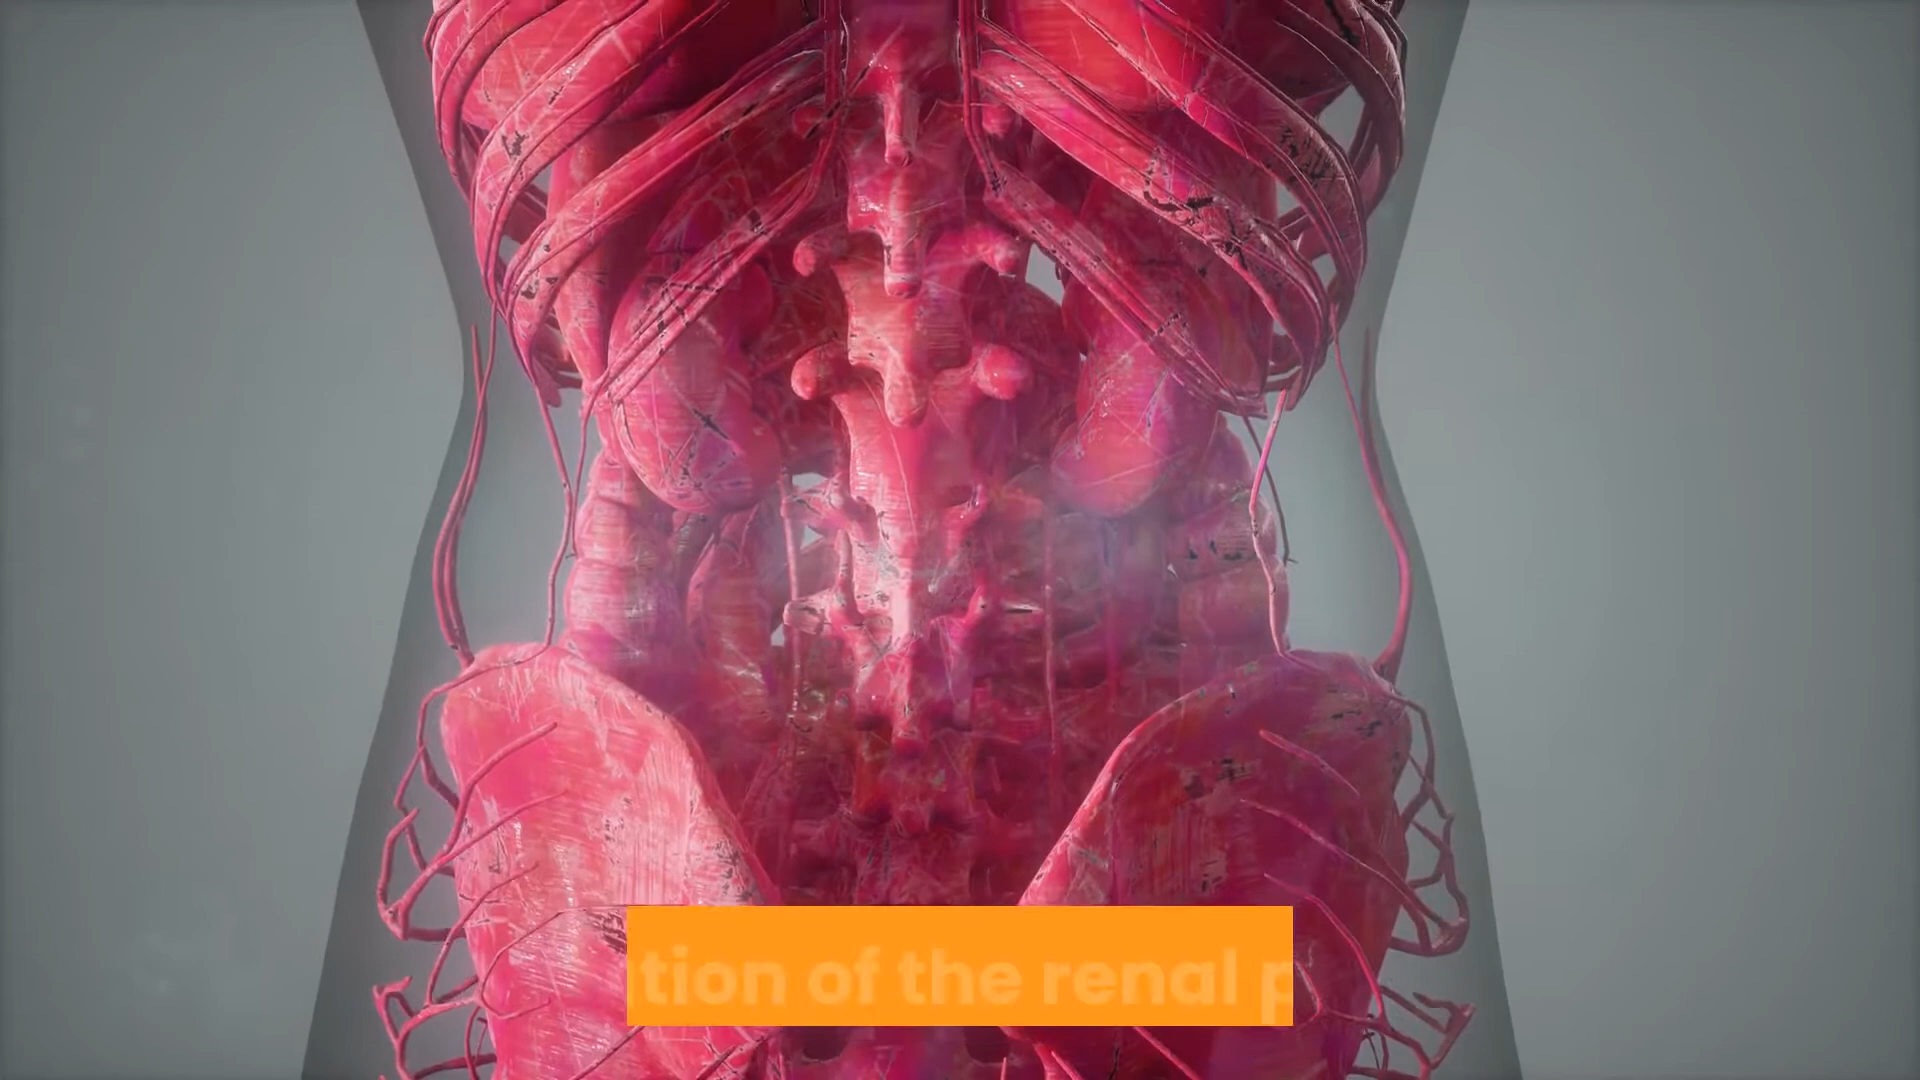 tion of the renal p